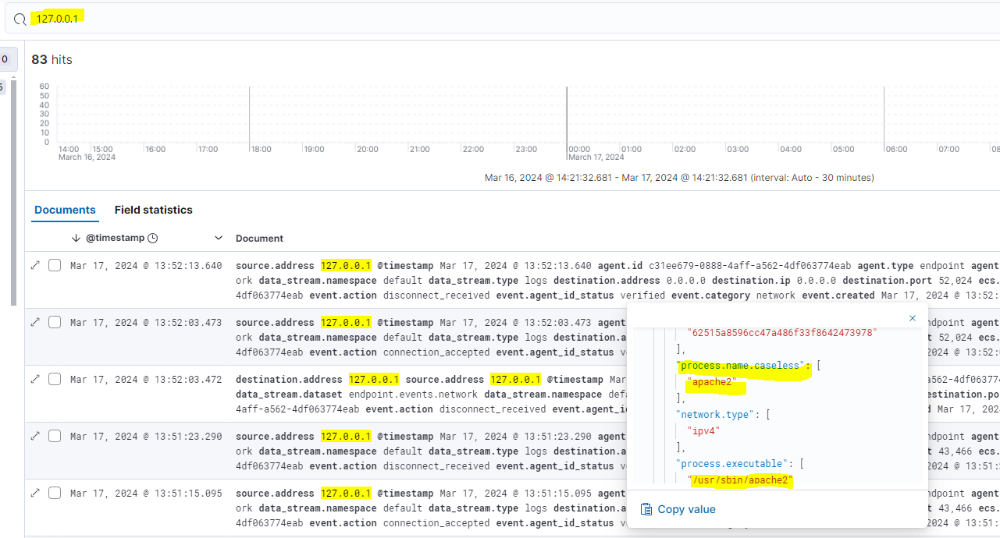 127.0.0.1
0
83 hits
60
50
40
30
20
10
0
14:00 15:00 16:00 17:00 18:00 19:00 20:00 21:00 22:00 23:00 00:00 01:00 02:00 03:00 04:00 05:00 06:00 07:00 08
March 16, 2024 March 17, 2024
Mar 16, 2024 @ 14:21:32.681 - Mar 17, 2024 @ 14:21:32.681 (interval: Auto - 30 minutes)
Documents Field statistics
@timestamp Document
Mar 17, 2024 @ 13:52:13.640 source.address 127.0.0.1 @timestamp Mar 17, 2024 @ 13:52:13.640 agent.id c31ee679-0888-4aff-a562-4df063774eab agent.type endpoint agent
ork data_stream.namespace default data_stream.type logs destination.address 0.0.0.0 destination.ip 0.0.0.0 destination.port 52,024 ecs.
4df063774eab event.action disconnect_received event.agent_id_status verified event.category network event.created Mar 17, 2024 @ 13:52:
Mar 17, 2024 @ 13:52:03.473 source.address 127.0.0.1 @timestamp Mar 17, 2024 @ 13:52:03.473 agent ndpoint agent
ork data_stream.namespace default data_stream.type logs destination.a t 52,024 ecs.
4df063774eab event.action connection_accepted event.agent_id_status v 2024 @ 13:52:
Mar 17, 2024 @ 13:52:03.472 destination.address 127.0.0.1 source.address 127.0.0.1 @timestamp Mar a562-4df06377
data_stream.dataset endpoint.events.network data_stream.namespace defa estination.po
4aff-a562-4df063774eab event.action disconnect_received event.agent_id Mar 17, 202
Mar 17, 2024 @ 13:51:23.290 source.address 127.0.0.1 @timestamp Mar 17, 2024 @ 13:51:23.290 agent ndpoint agent
ork data_stream.namespace default data_stream.type logs destination.a t 43,466 ecs.
4df063774eab event.action disconnect_received event.agent_id_status v 2024 @ 13:51:
Mar 17, 2024 @ 13:51:15.095 source.address 127.0.0.1 @timestamp Mar 17, 2024 @ 13:51:15.095 agent ndpoint agent
ork data_stream.namespace default data_stream.type logs destination.a t 43,466 ecs.
4df063774eab event.action connection_accepted event.agent_id_status ve 2024 @ 13:51:
"62515a8596cc47a486f33f8642473978"
],
"process.name.caseless": [
"apache2"
],
"network.type": [
"ipv4"
],
"process.executable": [
"/usr/sbin/apache2"
Copy value